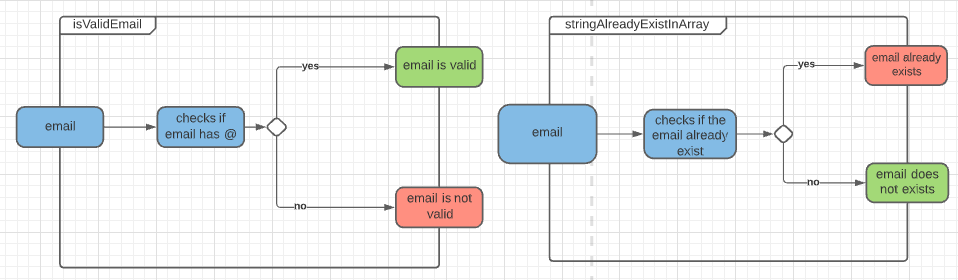 isValidEmail
email
checks if
email has @
yes
email is valid
no
email is not
valid
stringAlreadyExistInArray
email
checks if the
email already
exist
yes
email already
exists
no
email does
not exists